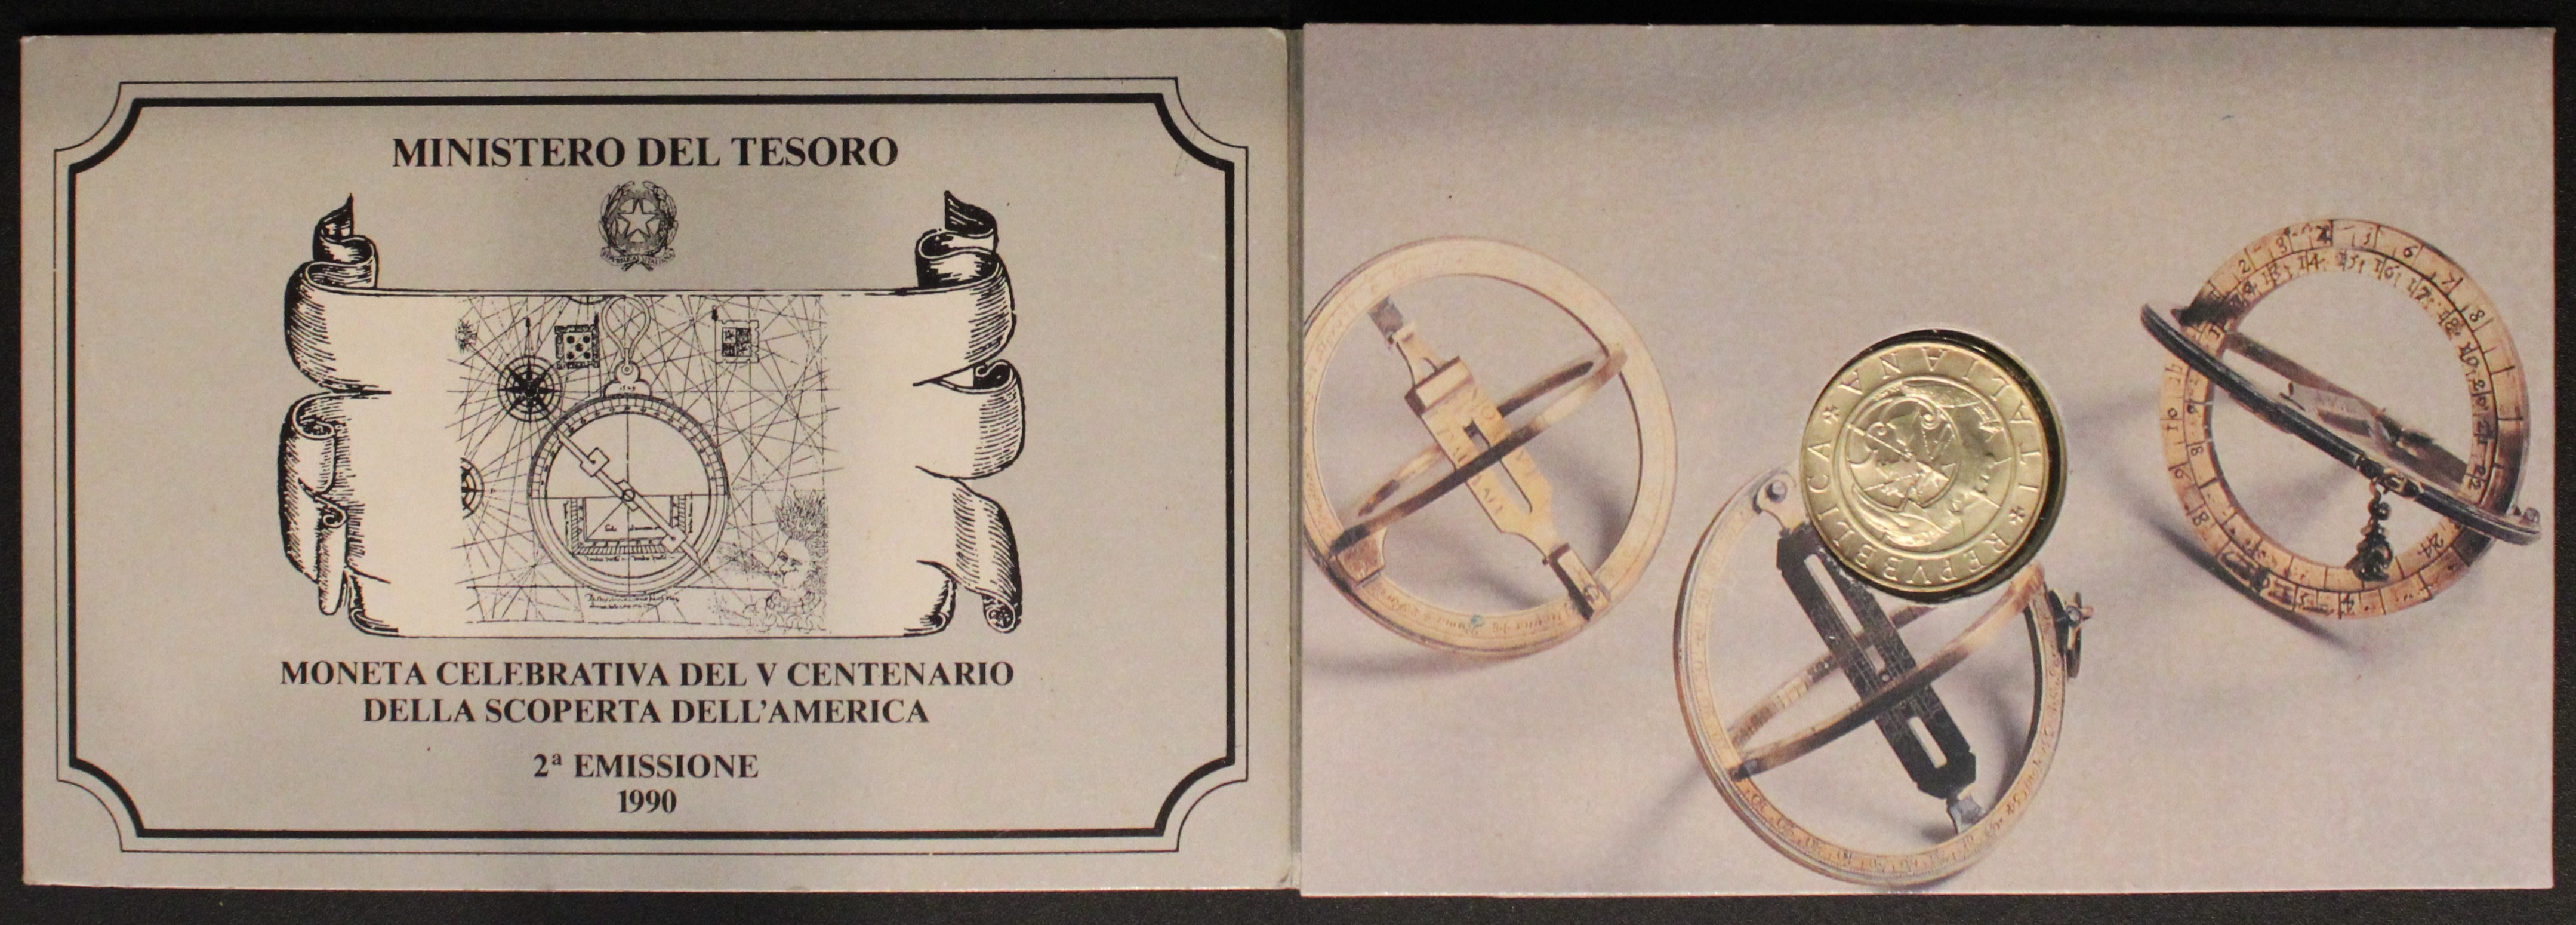 MINISTERO DEL TESORO
MONETA CELEBRATIVA DEL V CENTENARIO
DELLA SCOPERTA DELL'AMERICA
2ª EMISSIONE
1990
REPVBBLICA ITALIANA